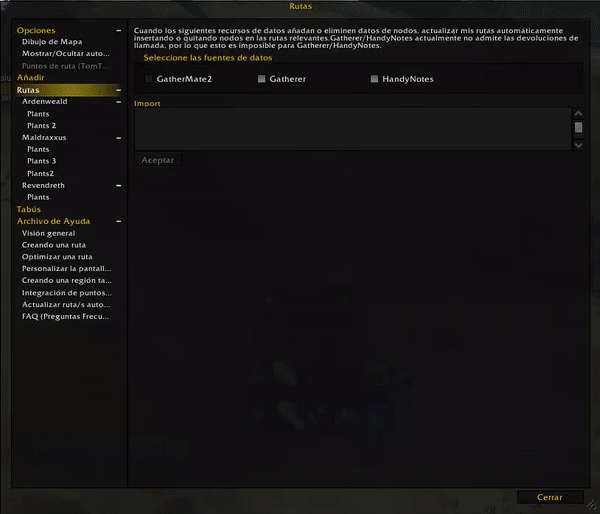 Rutas
Opciones
Dibujo de Mapa
Mostrar/Ocultar auto...
Puntos de ruta (TomT...
Añadir
Rutas
Ardenweald
Plants
Plants 2
Maldraxxus
Plants
Plants 3
Plants2
Revendreth
Plants
Tabús
Archivo de Ayuda
Visión general
Creando una ruta
Optimizar una ruta
Personalizar la pantall...
Creando una región ta...
Integración de puntos...
Actualizar ruta/s auto...
FAQ (Preguntas Frecu...
Cuando los siguientes recursos de datos añadan o eliminen datos de nodos. actualizar mis rutas automáticamente
insertando o quitando nodos en las rutas relevantes.Gatherer/HandyNotes actualmente no admite las devoluciones de
llamada, por lo que esto es imposible para Gatherer/HandyNotes.
Seleccione las fuentes de datos
GatherMate2 Gatherer HandyNotes
Import
Aceptar
Cerrar